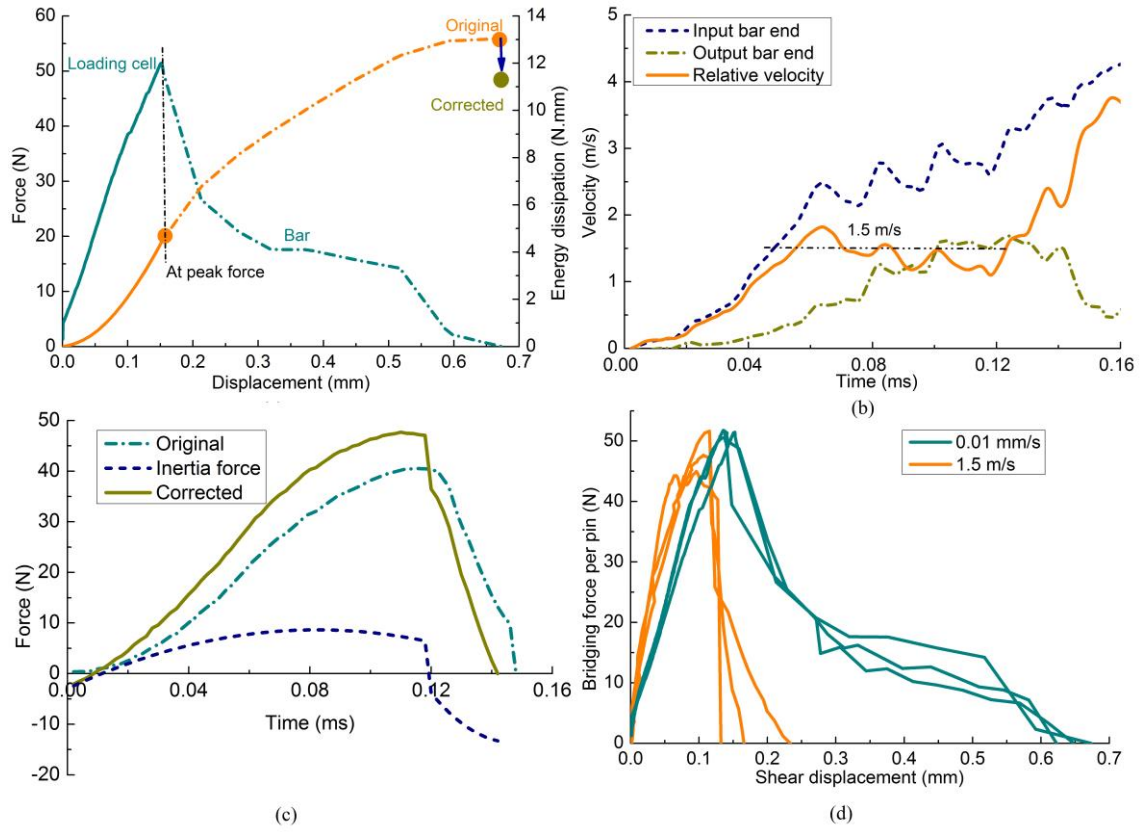 60
50
40
30
20
10
0
Force (N)
0.0 0.1 0.2 0.3 0.4 0.5 0.6 0.7
Displacement (mm)
14
12
10
8
6
4
2
0
Energy dissipation (N.mm)
Loading cell
Original
Corrected
Bar
At peak force
5
4
3
2
1
0
Velocity (m/s)
Input bar end
Output bar end
Relative velocity
1.5 m/s
0.00 0.04 0.08 0.12 0.16
Time (ms)
(b)
50
40
30
20
10
0
-10
-20
Force (N)
Original
Inertia force
Corrected
0.00 0.04 0.08 0.12 0.16
Time (ms)
(c)
50
40
30
20
10
0
Bridging force per pin (N)
0.01 mm/s
1.5 m/s
0.0 0.1 0.2 0.3 0.4 0.5 0.6 0.7
Shear displacement (mm)
(d)